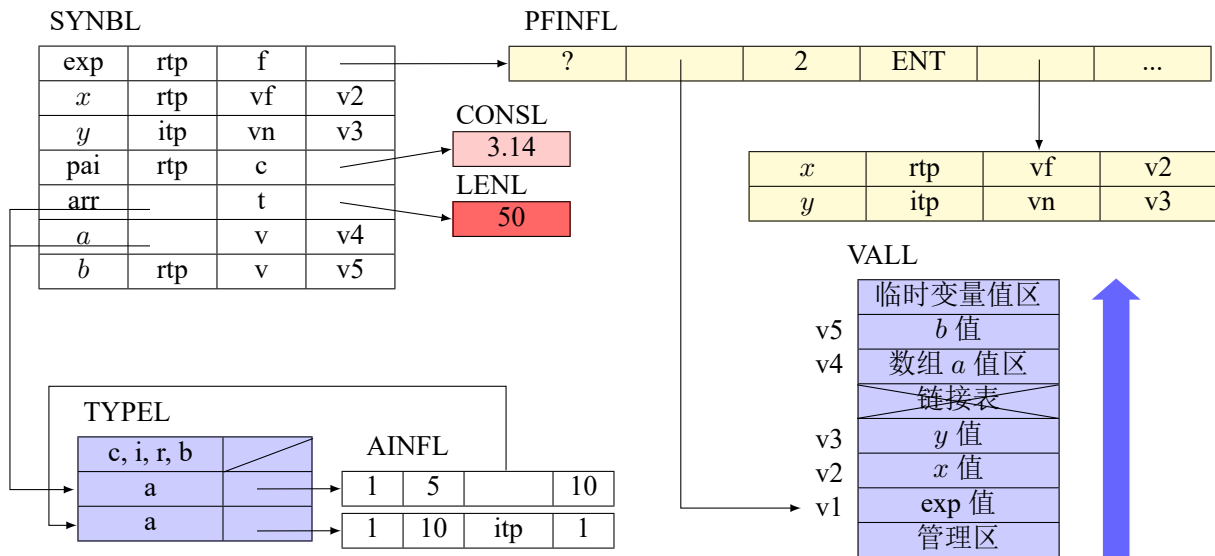 SYNBL PFINFL
exp rtp f ? 2 ENT ...
x rtp vf v2
y itp vn v3 CONSL
pai rtp c 3.14
x rtp vf v2
arr t LENL
50
y itp vn v3
a v v4
b rtp v v5 VALL
临时变量值区
v5 b 值
v4 数组 a 值区
链接表
TYPEL
c, i, r, b AINFL v3 y 值
v2 x 值
a 1 5 10
v1 exp 值
a 1 10 itp 1
管理区